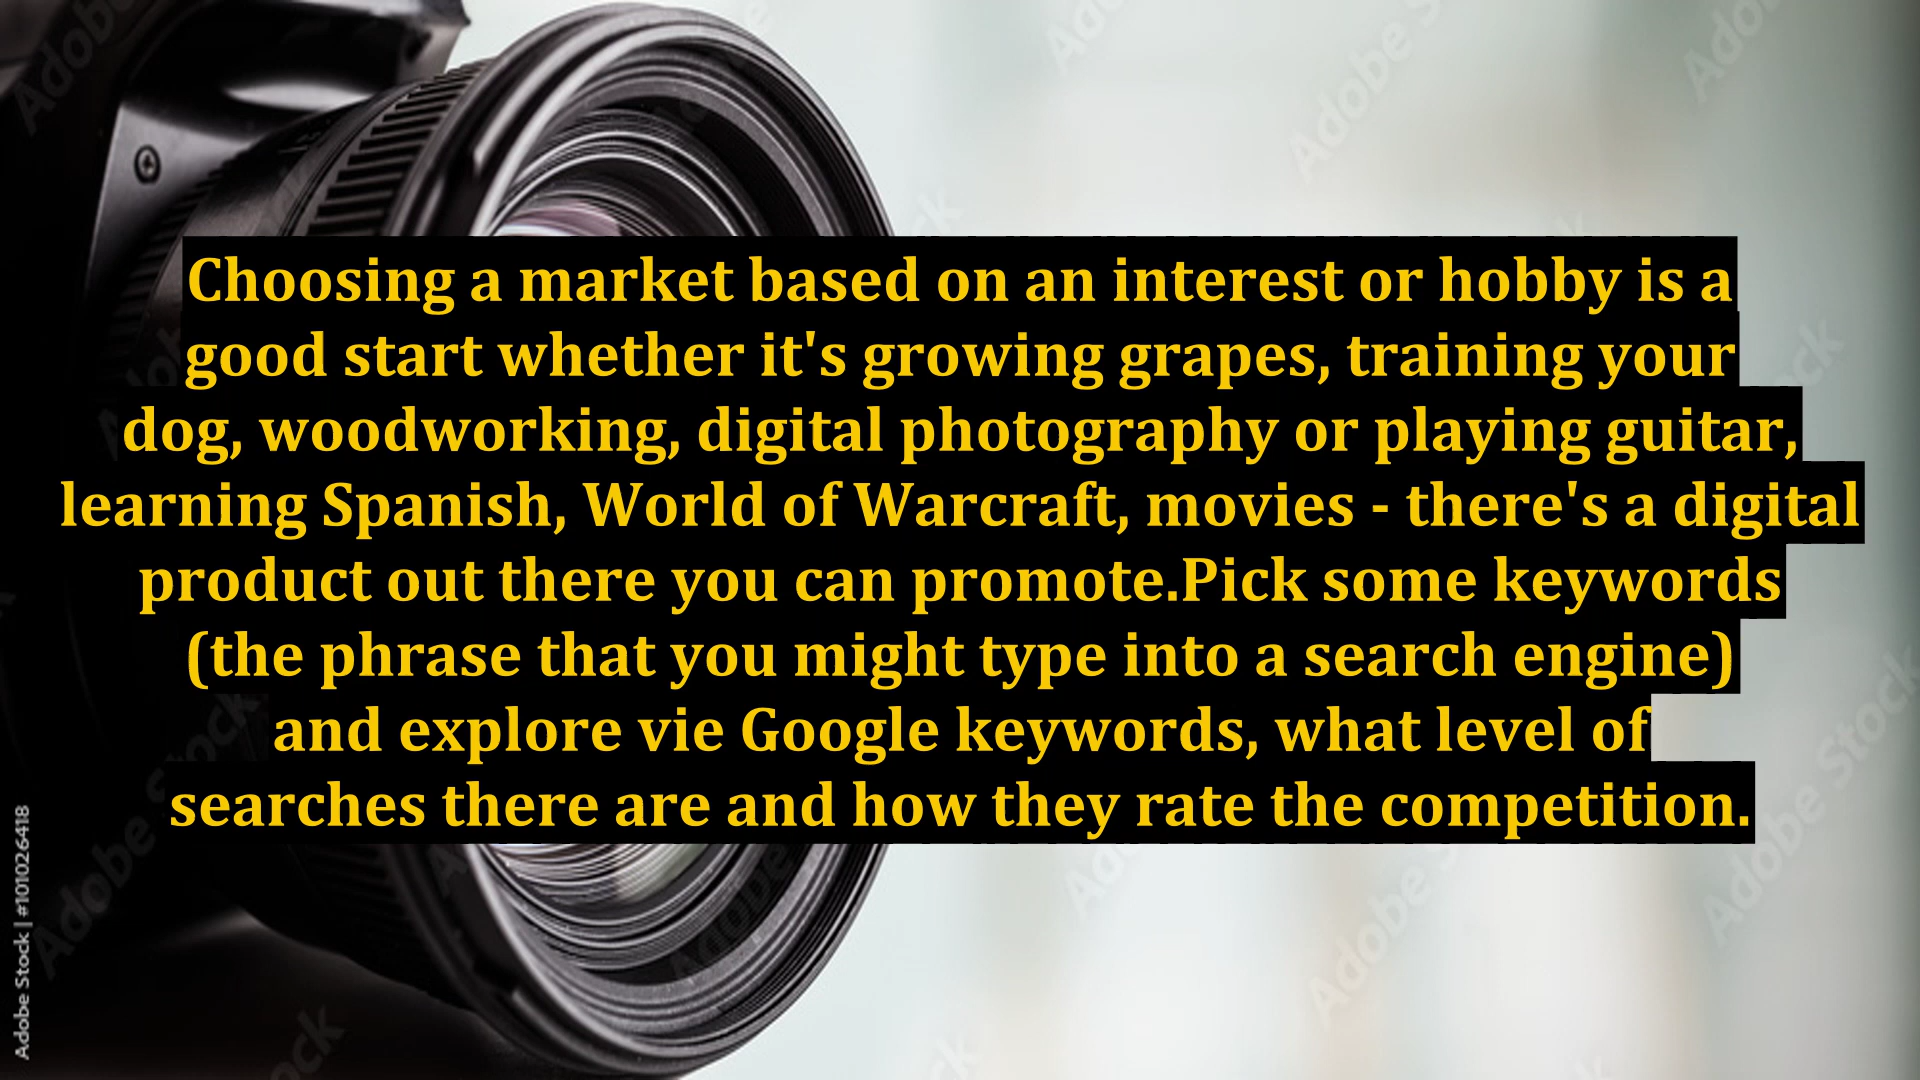 Choosing a market based on an interest or hobby is a
good start whether it's growing grapes, training your
dog, woodworking, digital photography or playing guitar,
learning Spanish, World of Warcraft, movies - there's a digital
product out there you can promote.Pick some keywords
(the phrase that you might type into a search engine)
and explore vie Google keywords, what level of
searches there are and how they rate the competition.
Adobe Stock | #101026418
Adobe Stock